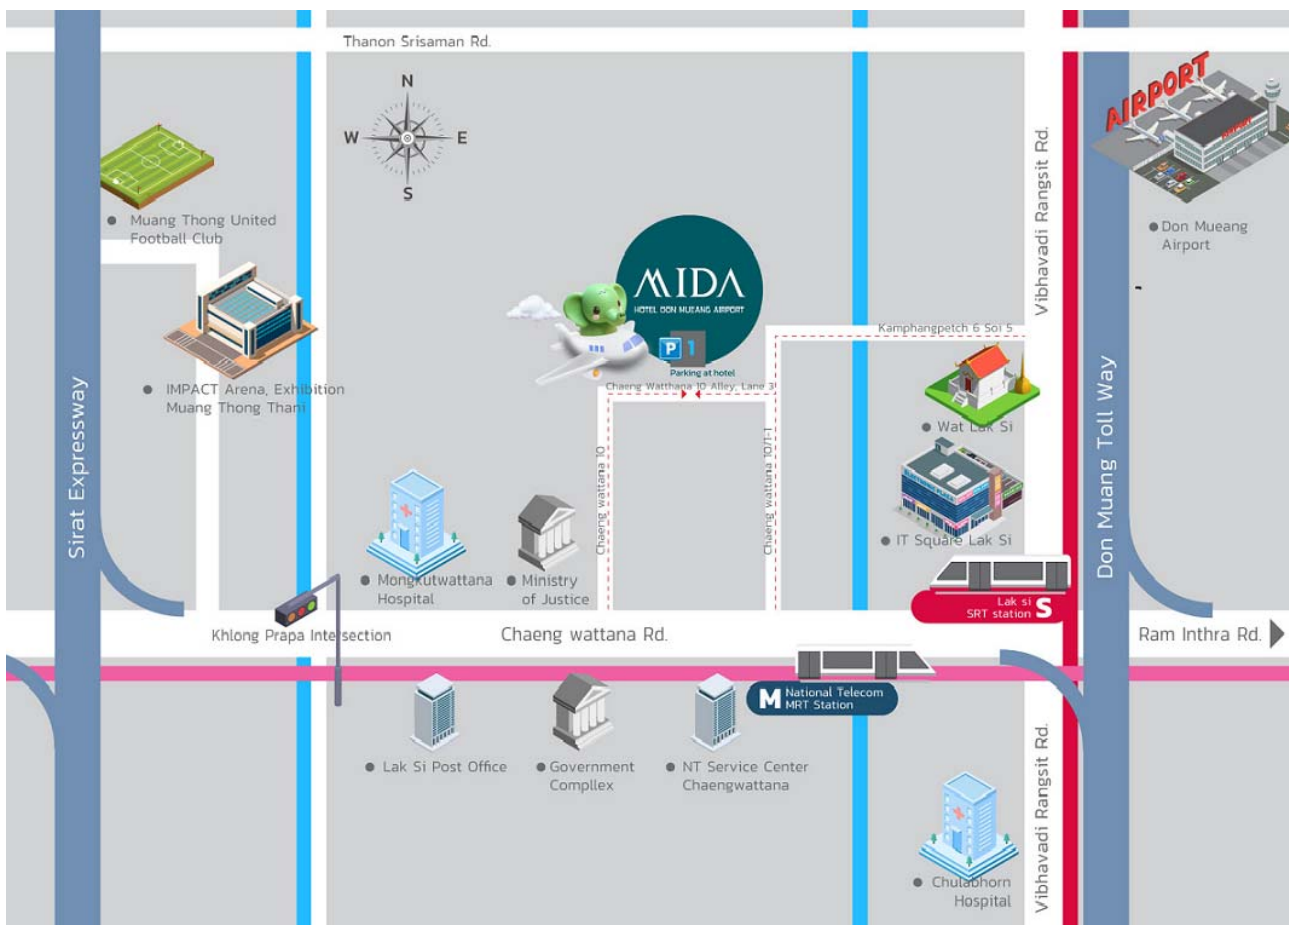 Thanon Srisaman Rd.
N
W E
S
AIRPORT
Muang Thong United
Football Club
Don Mueang
Airport
Vibhavadi Rangsit Rd.
MIDA
HOTEL DON MUEANG AIRPORT
P 1
Parking at hotel
Kamphangpetch 6 Soi 5
Chaeng Watthana 10 Alley, Lane 3
IMPACT Arena, Exhibition
Muang Thong Thani
Sirat Expressway
Wat Lak Si
Chaeng wattana 10
Chaeng wattana 10/1-1
Don Muang Toll Way
IT Square Lak Si
Mongkutwattana
Hospital
Ministry
of Justice
Lak si
SRT station S
Khlong Prapa Intersection
Chaeng wattana Rd.
Ram Inthra Rd.
M National Telecom
MRT Station
Lak Si Post Office
Government
Compllex
NT Service Center
Chaengwattana
Vibhavadi Rangsit Rd.
Chulabhorn
Hospital